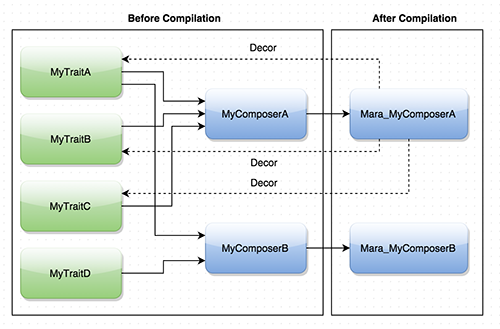 Before Compilation
After Compilation
Decor
MyTraitA
MyComposerA
Mara_MyComposerA
MyTraitB
Decor
Decor
MyTraitC
MyComposerB
Mara_MyComposerB
MyTraitD